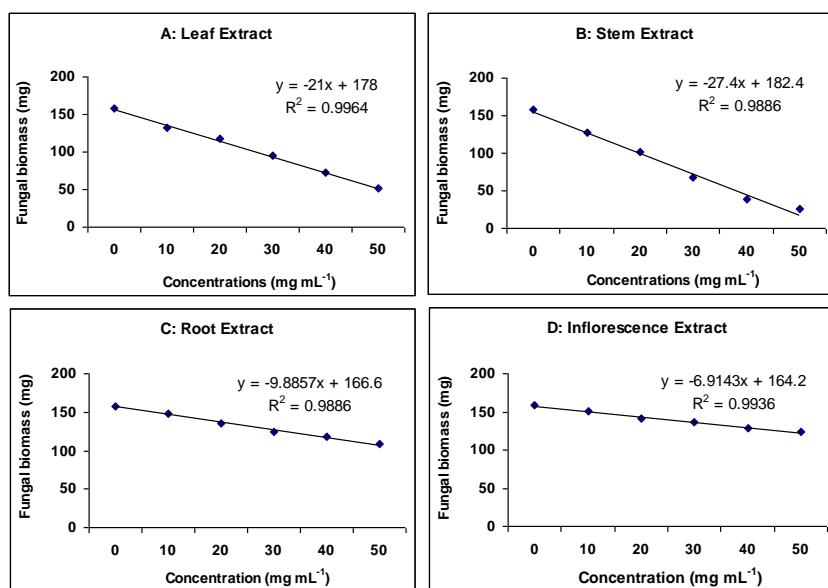 A: Leaf Extract
y = -21x + 178
R² = 0.9964
Fungal biomass (mg)
200
150
100
50
0
0 10 20 30 40 50
Concentrations (mg mL⁻¹)
B: Stem Extract
y = -27.4x + 182.4
R² = 0.9886
Fungal biomass (mg)
200
150
100
50
0
0 10 20 30 40 50
Concentrations (mg mL⁻¹)
C: Root Extract
y = -9.8857x + 166.6
R² = 0.9886
Fungal biomass (mg)
200
150
100
50
0
0 10 20 30 40 50
Concentration (mg mL⁻¹)
D: Inflorescence Extract
y = -6.9143x + 164.2
R² = 0.9936
Fungal biomass (mg)
200
150
100
50
0
0 10 20 30 40 50
Concentration (mg mL⁻¹)